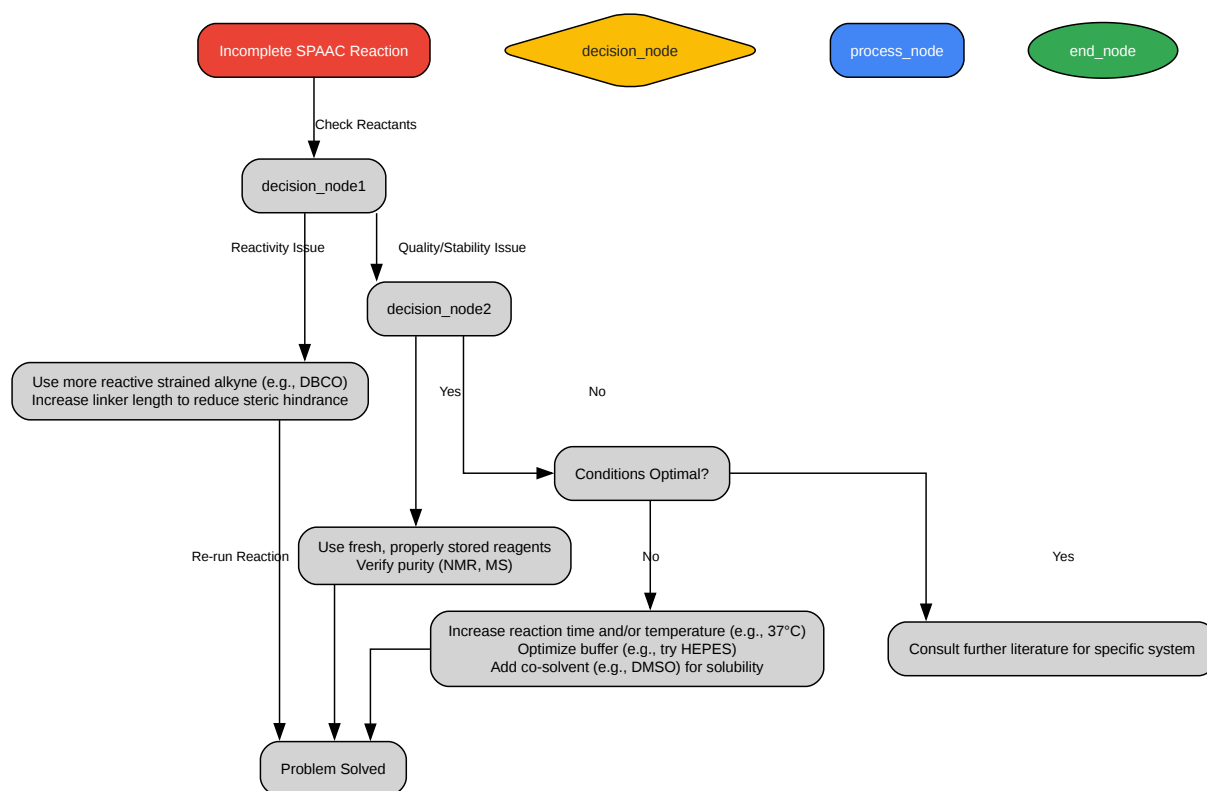 Incomplete SPAAC Reaction
decision_node
process_node
end_node
Check Reactants
decision_node1
Reactivity Issue
Quality/Stability Issue
decision_node2
Use more reactive strained alkyne (e.g., DBCO)
Increase linker length to reduce steric hindrance
Yes
No
Conditions Optimal?
Use fresh, properly stored reagents
Verify purity (NMR, MS)
Re-run Reaction
No
Yes
Increase reaction time and/or temperature (e.g., 37°C)
Optimize buffer (e.g., try HEPES)
Add co-solvent (e.g., DMSO) for solubility
Consult further literature for specific system
Problem Solved